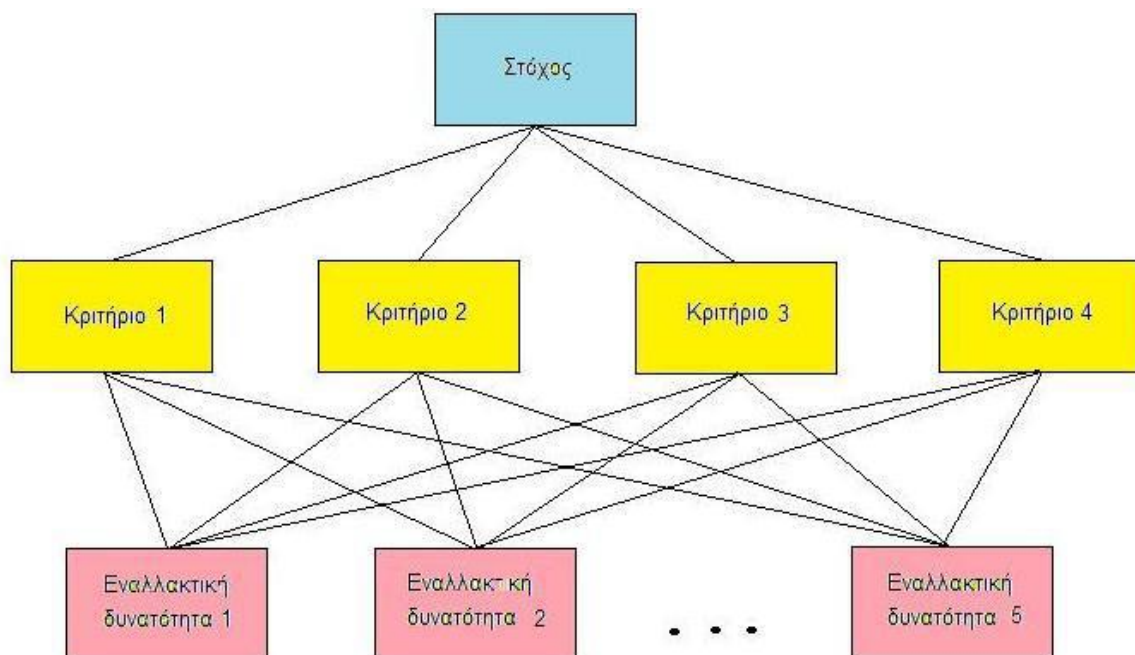 Στόχος
Κριτήριο 1
Κριτήριο 2
Κριτήριο 3
Κριτήριο 4
Εναλλακτική
δυνατότητα 1
Εναλλακτική
δυνατότητα 2
. . .
Εναλλακτική
δυνατότητα 5